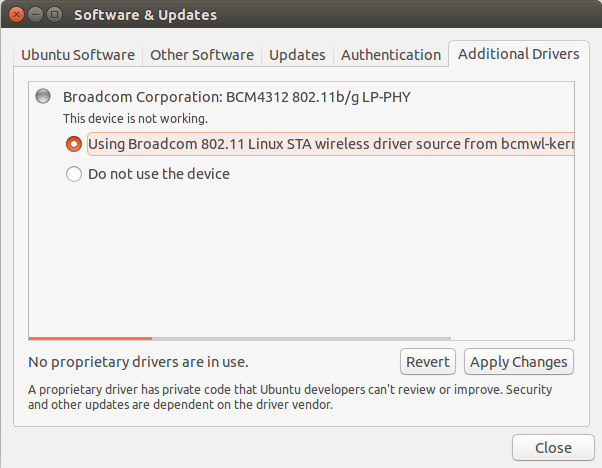 Software & Updates
Ubuntu Software Other Software Updates Authentication Additional Drivers
Broadcom Corporation: BCM4312 802.11b/g LP-PHY
This device is not working.
Using Broadcom 802.11 Linux STA wireless driver source from bcmwl-kern
Do not use the device
No proprietary drivers are in use.
Revert Apply Changes
A proprietary driver has private code that Ubuntu developers can't review or improve. Security
and other updates are dependent on the driver vendor.
Close